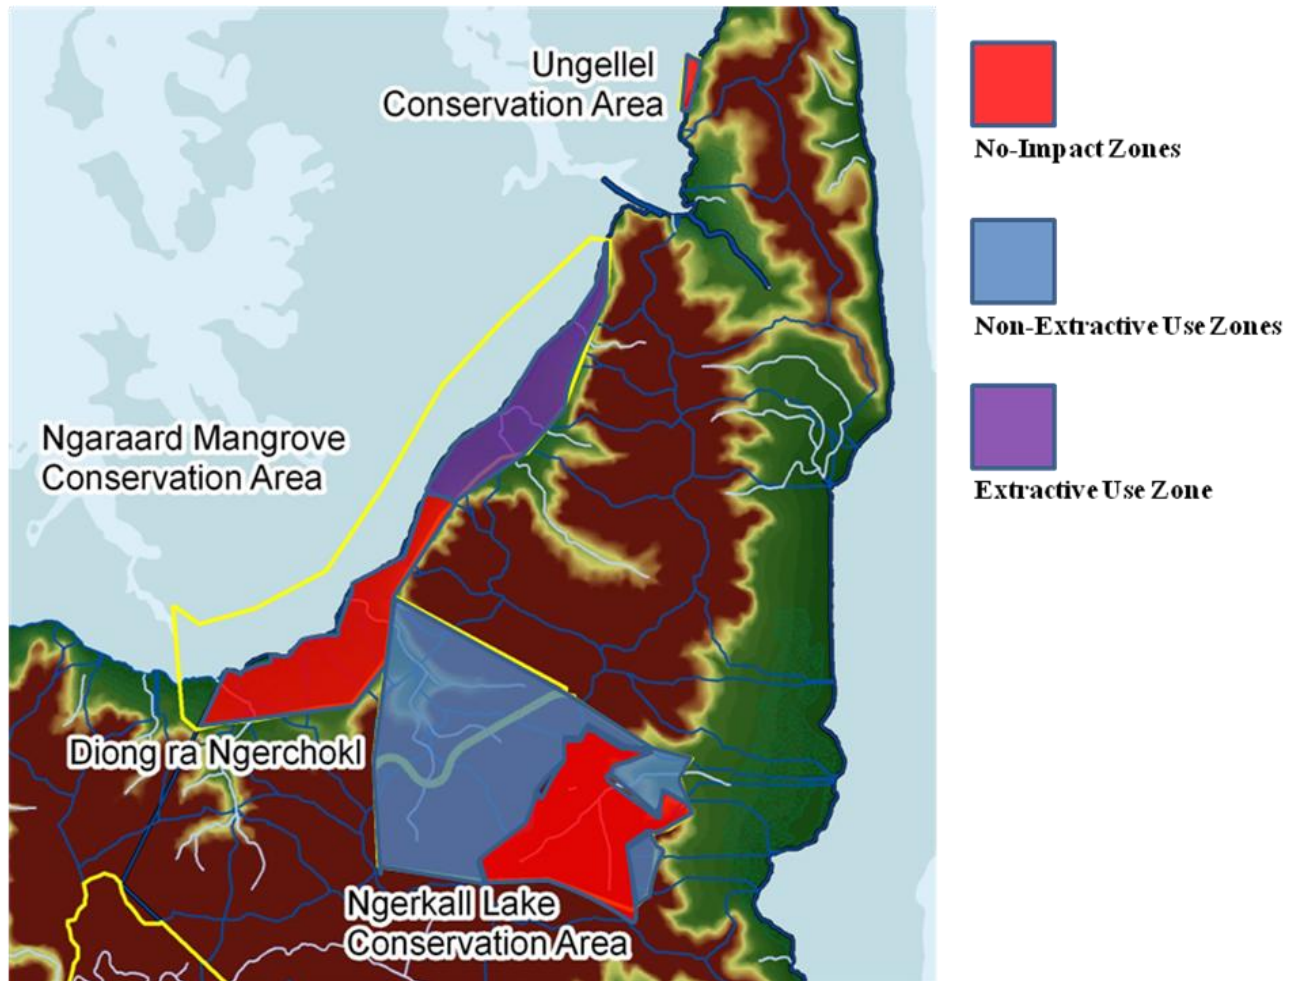 Ungellel
Conservation Area
Ngaraard Mangrove
Conservation Area
Diong ra Ngerchokl
Ngerkall Lake
Conservation Area
No-Impact Zones
Non-Extractive Use Zones
Extractive Use Zone